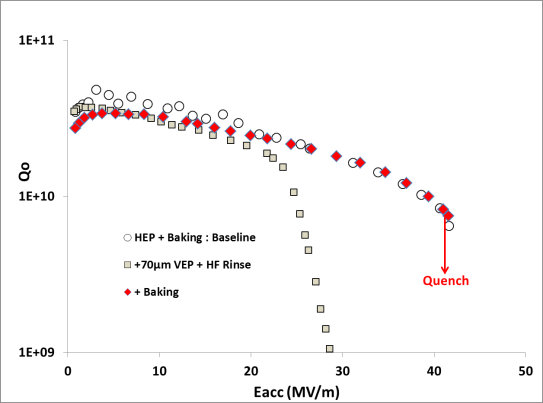 1E+11
1E+10
1E+09
Qo
HEP + Baking : Baseline
+70μm VEP + HF Rinse
+ Baking
Quench
0 10 20 30 40 50
Eacc (MV/m)